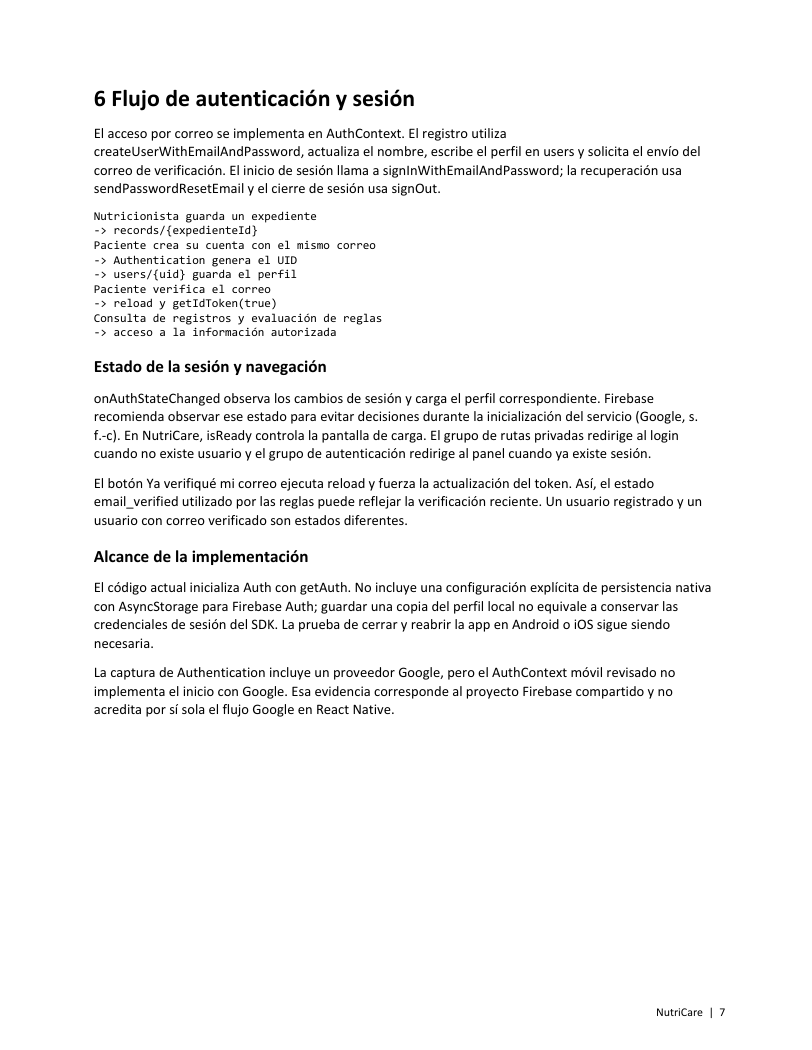 6 Flujo de autenticación y sesión
El acceso por correo se implementa en AuthContext. El registro utiliza
createUserWithEmailAndPassword, actualiza el nombre, escribe el perfil en users y solicita el envío del
correo de verificación. El inicio de sesión llama a signInWithEmailAndPassword; la recuperación usa
sendPasswordResetEmail y el cierre de sesión usa signOut.
Nutricionista guarda un expediente
-> records/{expedienteId}
Paciente crea su cuenta con el mismo correo
-> Authentication genera el UID
-> users/{uid} guarda el perfil
Paciente verifica el correo
-> reload y getIdToken(true)
Consulta de registros y evaluación de reglas
-> acceso a la información autorizada
Estado de la sesión y navegación
onAuthStateChanged observa los cambios de sesión y carga el perfil correspondiente. Firebase
recomienda observar ese estado para evitar decisiones durante la inicialización del servicio (Google, s.
f.-c). En NutriCare, isReady controla la pantalla de carga. El grupo de rutas privadas redirige al login
cuando no existe usuario y el grupo de autenticación redirige al panel cuando ya existe sesión.
El botón Ya verifiqué mi correo ejecuta reload y fuerza la actualización del token. Así, el estado
email_verified utilizado por las reglas puede reflejar la verificación reciente. Un usuario registrado y un
usuario con correo verificado son estados diferentes.
Alcance de la implementación
El código actual inicializa Auth con getAuth. No incluye una configuración explícita de persistencia nativa
con AsyncStorage para Firebase Auth; guardar una copia del perfil local no equivale a conservar las
credenciales de sesión del SDK. La prueba de cerrar y reabrir la app en Android o iOS sigue siendo
necesaria.
La captura de Authentication incluye un proveedor Google, pero el AuthContext móvil revisado no
implementa el inicio con Google. Esa evidencia corresponde al proyecto Firebase compartido y no
acredita por sí sola el flujo Google en React Native.
NutriCare | 7